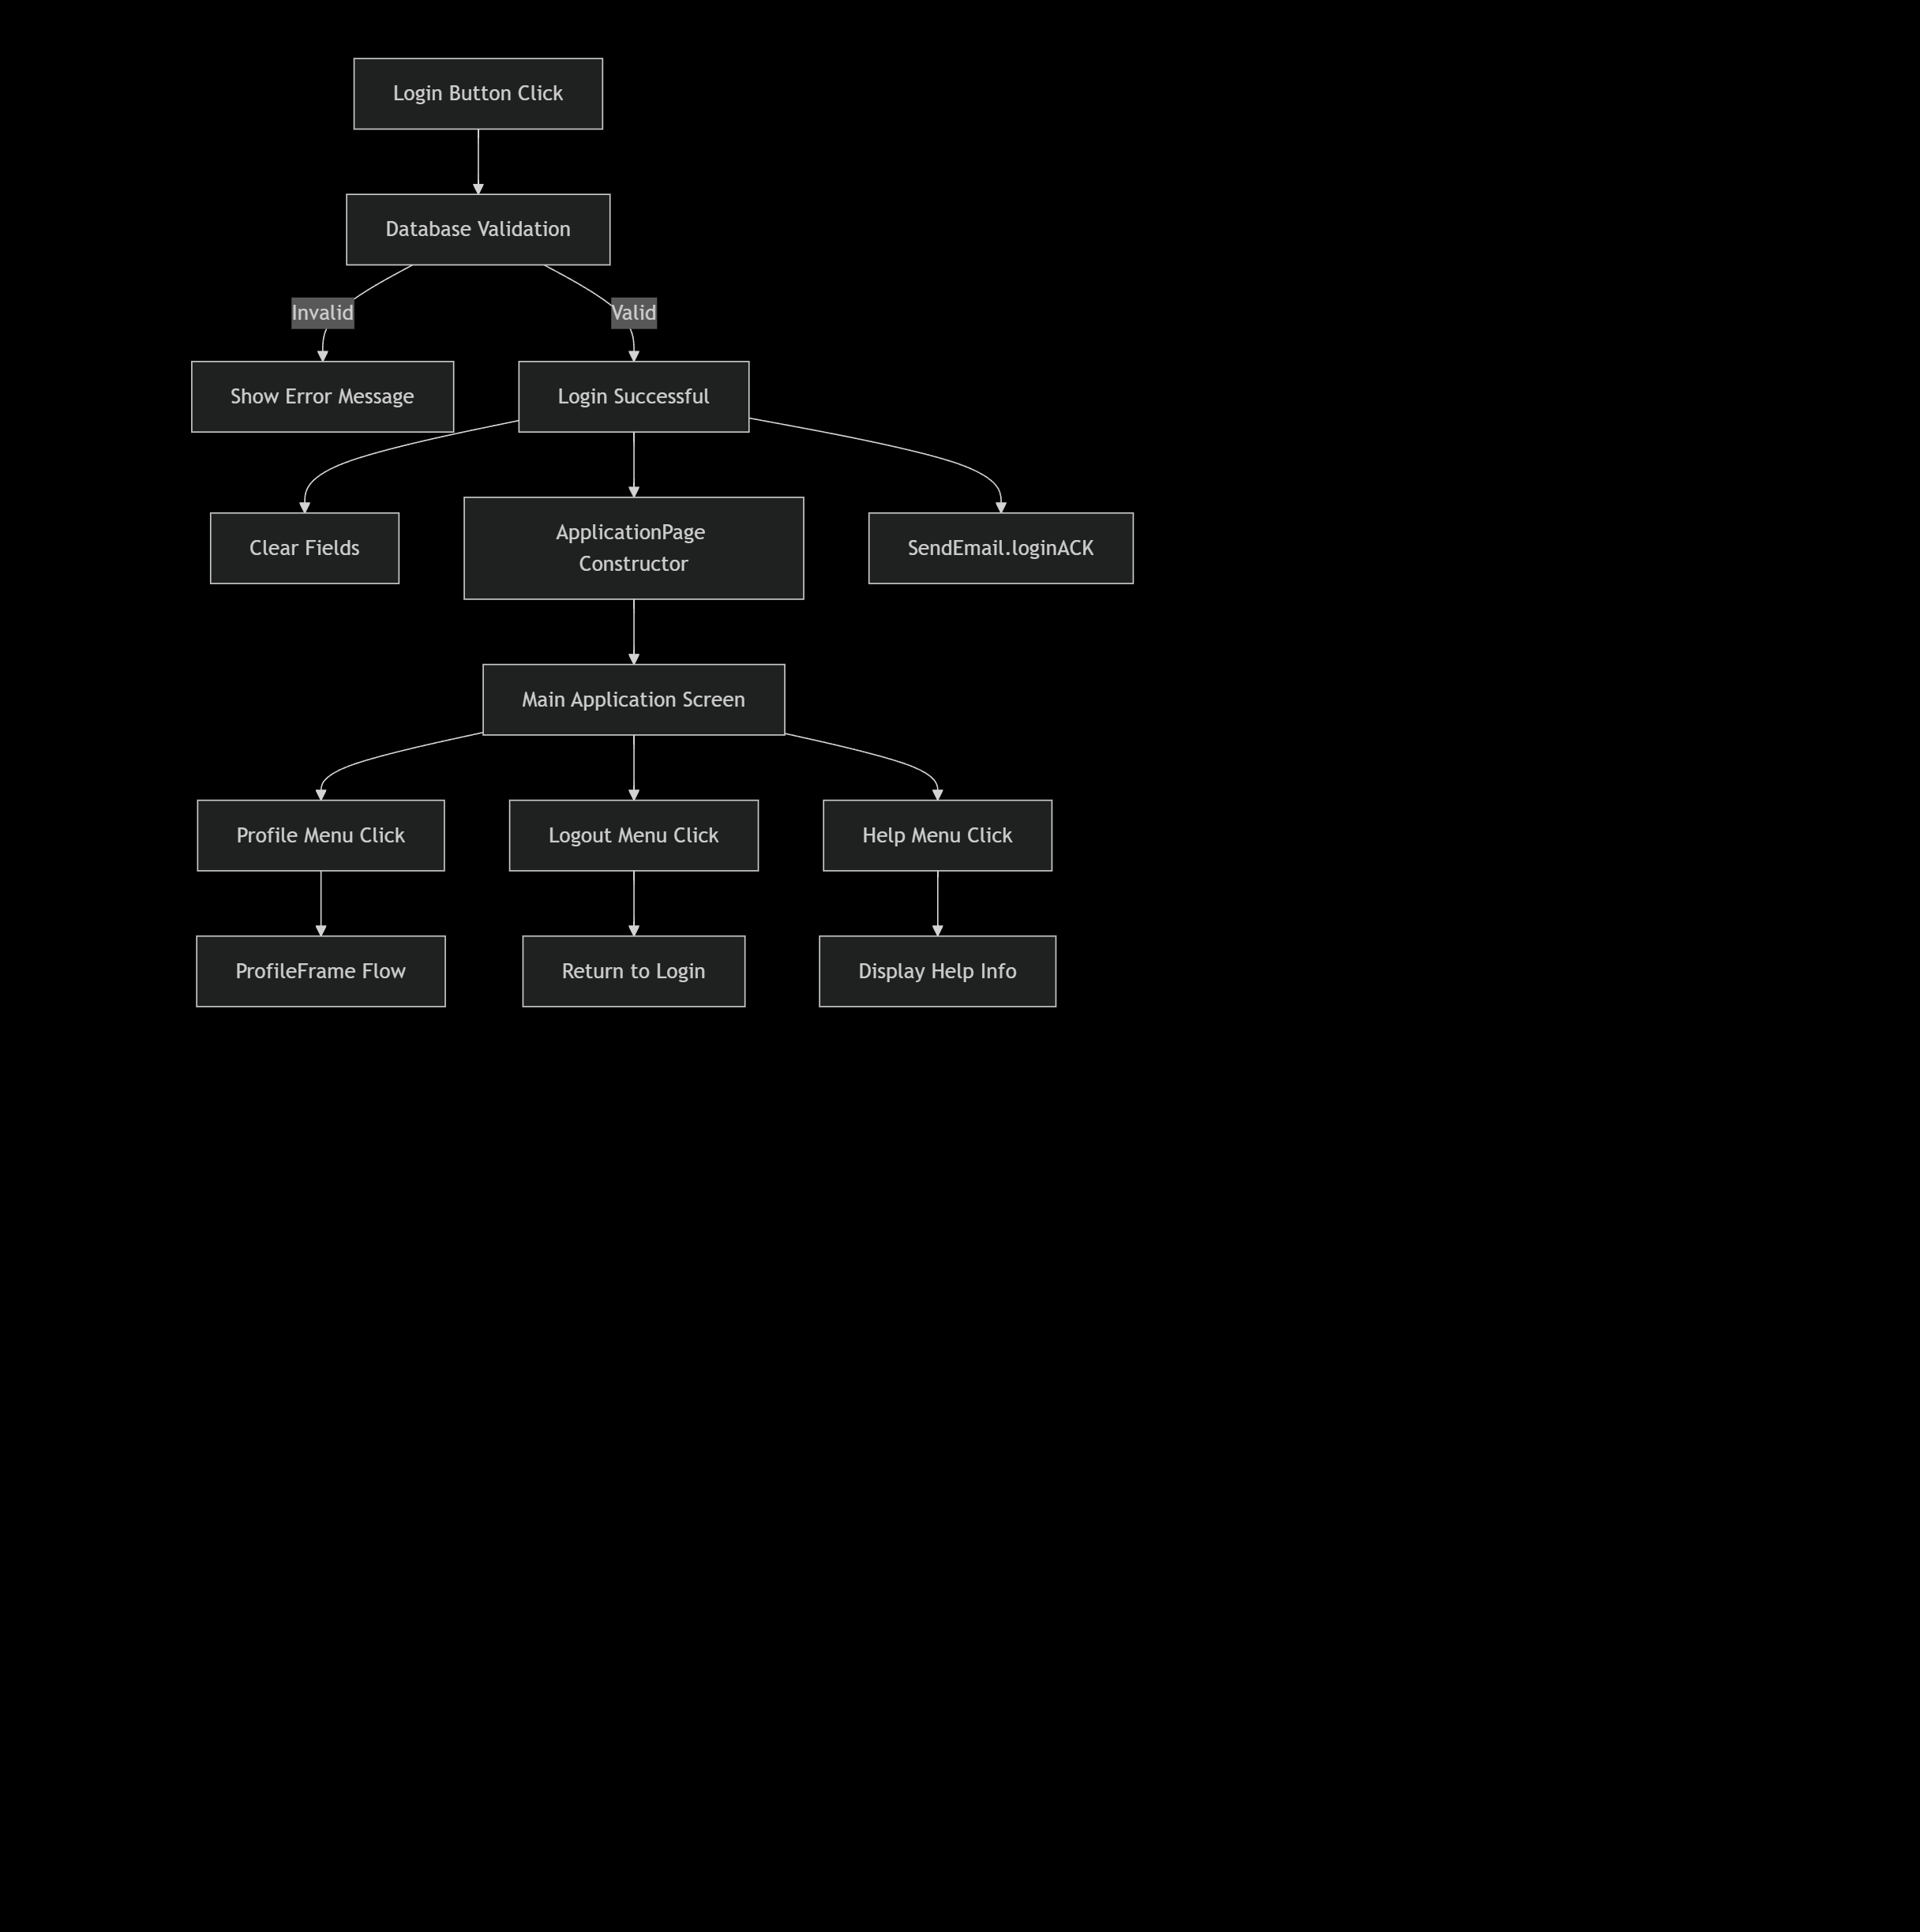 Login Button Click
Database Validation
Invalid
Valid
Show Error Message
Login Successful
Clear Fields
ApplicationPage
Constructor
SendEmail.loginACK
Main Application Screen
Profile Menu Click
Logout Menu Click
Help Menu Click
ProfileFrame Flow
Return to Login
Display Help Info